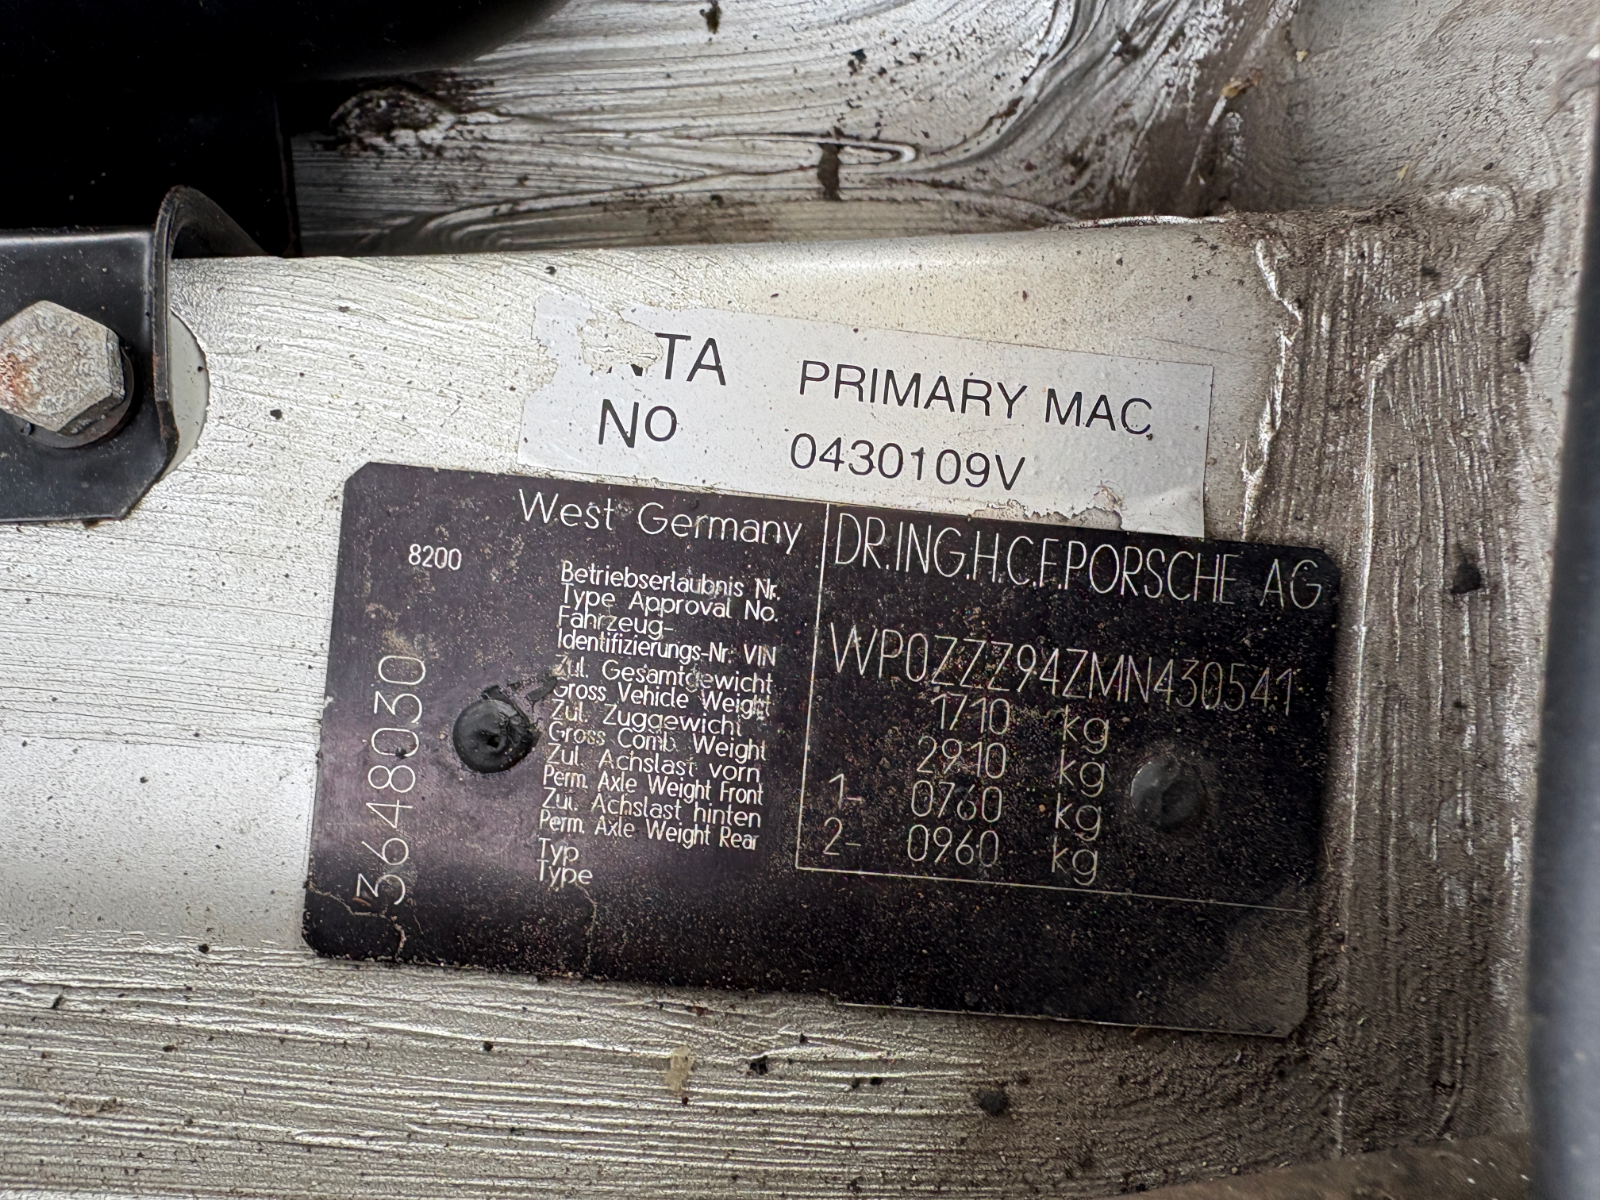 TA PRIMARY MAC
No 0430109V
West Germany
DR.ING.H.C.F.PORSCHE AG
8200
Betriebserlaubnis Nr.
Type Approval No.
Fahrzeug-
Identifizierungs-Nr. VIN
WP0ZZZ94ZMN430541
Zul. Gesamtgewicht
Gross Vehicle Weight
1710 kg
Zul. Zuggewicht
Gross Comb. Weight
2910 kg
Zul. Achslast vorn
Perm. Axle Weight Front
1- 0760 kg
Zul. Achslast hinten
Perm. Axle Weight Rear
2- 0960 kg
Typ
Type
3648030